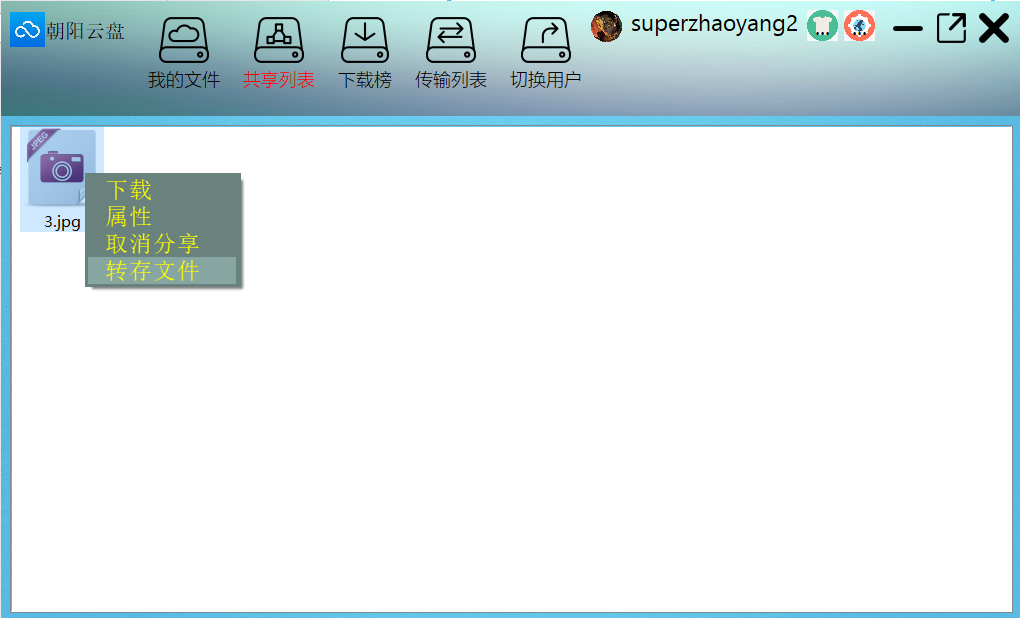 朝阳云盘
我的文件
共享列表
下载榜
传输列表
切换用户
superzhaoyang2
JPEG
3.jpg
下载
属性
取消分享
转存文件